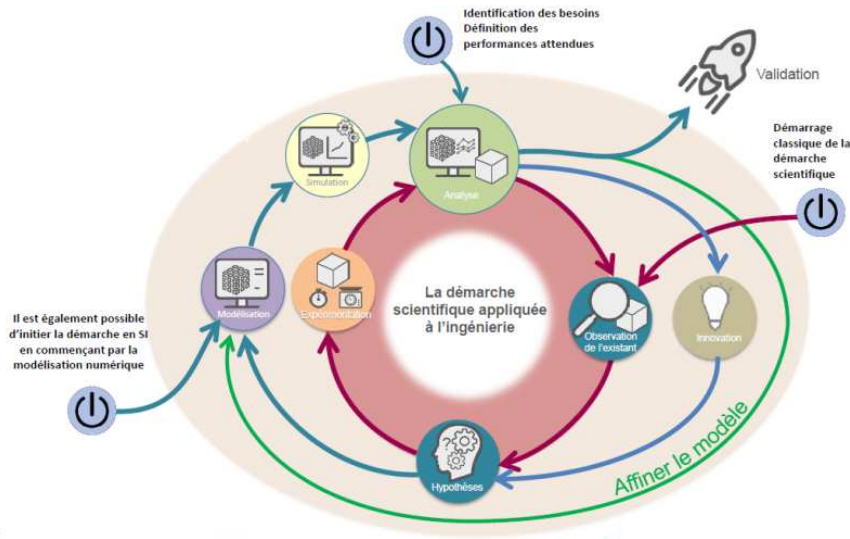 Identification des besoins
Définition des
performances attendues
Validation
Démarrage
classique de la
démarche
scientifique
Simulation
Analyse
Il est également possible
d'initier la démarche en SI
en commençant par la
modélisation numérique
Modélisation
Expérimentation
La démarche
scientifique appliquée
à l'ingénierie
Observation
de l'existant
Innovation
Hypothèses
Affiner le modèle